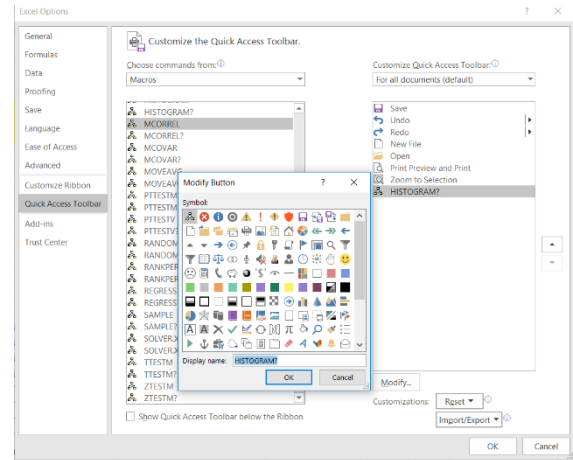 Excel Options
?
General
Formulas
Data
Proofing
Save
Language
Ease of Access
Advanced
Customize Ribbon
Quick Access Toolbar
Add-ins
Trust Center
Customize the Quick Access Toolbar.
Choose commands from:
Macros
HISTOGRAM?
MCORREL
MCORREL?
MCOVAR
MCOVAR?
MOVEAVG
MOVEAV
PTTESTM
PTTESTM
PTTESTV
PTTESTV
RANDOM
RANDOM
RANKPER
RANKPER
REGRESS
REGRESS
SAMPLE
SAMPLE?
SOLVER.X
SOLVER.X
TTESTM
TTESTM?
ZTESTM
ZTESTM?
Show Quick Access Toolbar below the Ribbon
Modify Button
?
Symbol:
Display name:
HISTOGRAM?
OK
Cancel
Customize Quick Access Toolbar:
For all documents (default)
Save
Undo
Redo
New File
Open
Print Preview and Print
Zoom to Selection
HISTOGRAM?
Modify...
Customizations:
Reset
Import/Export
OK
Cancel